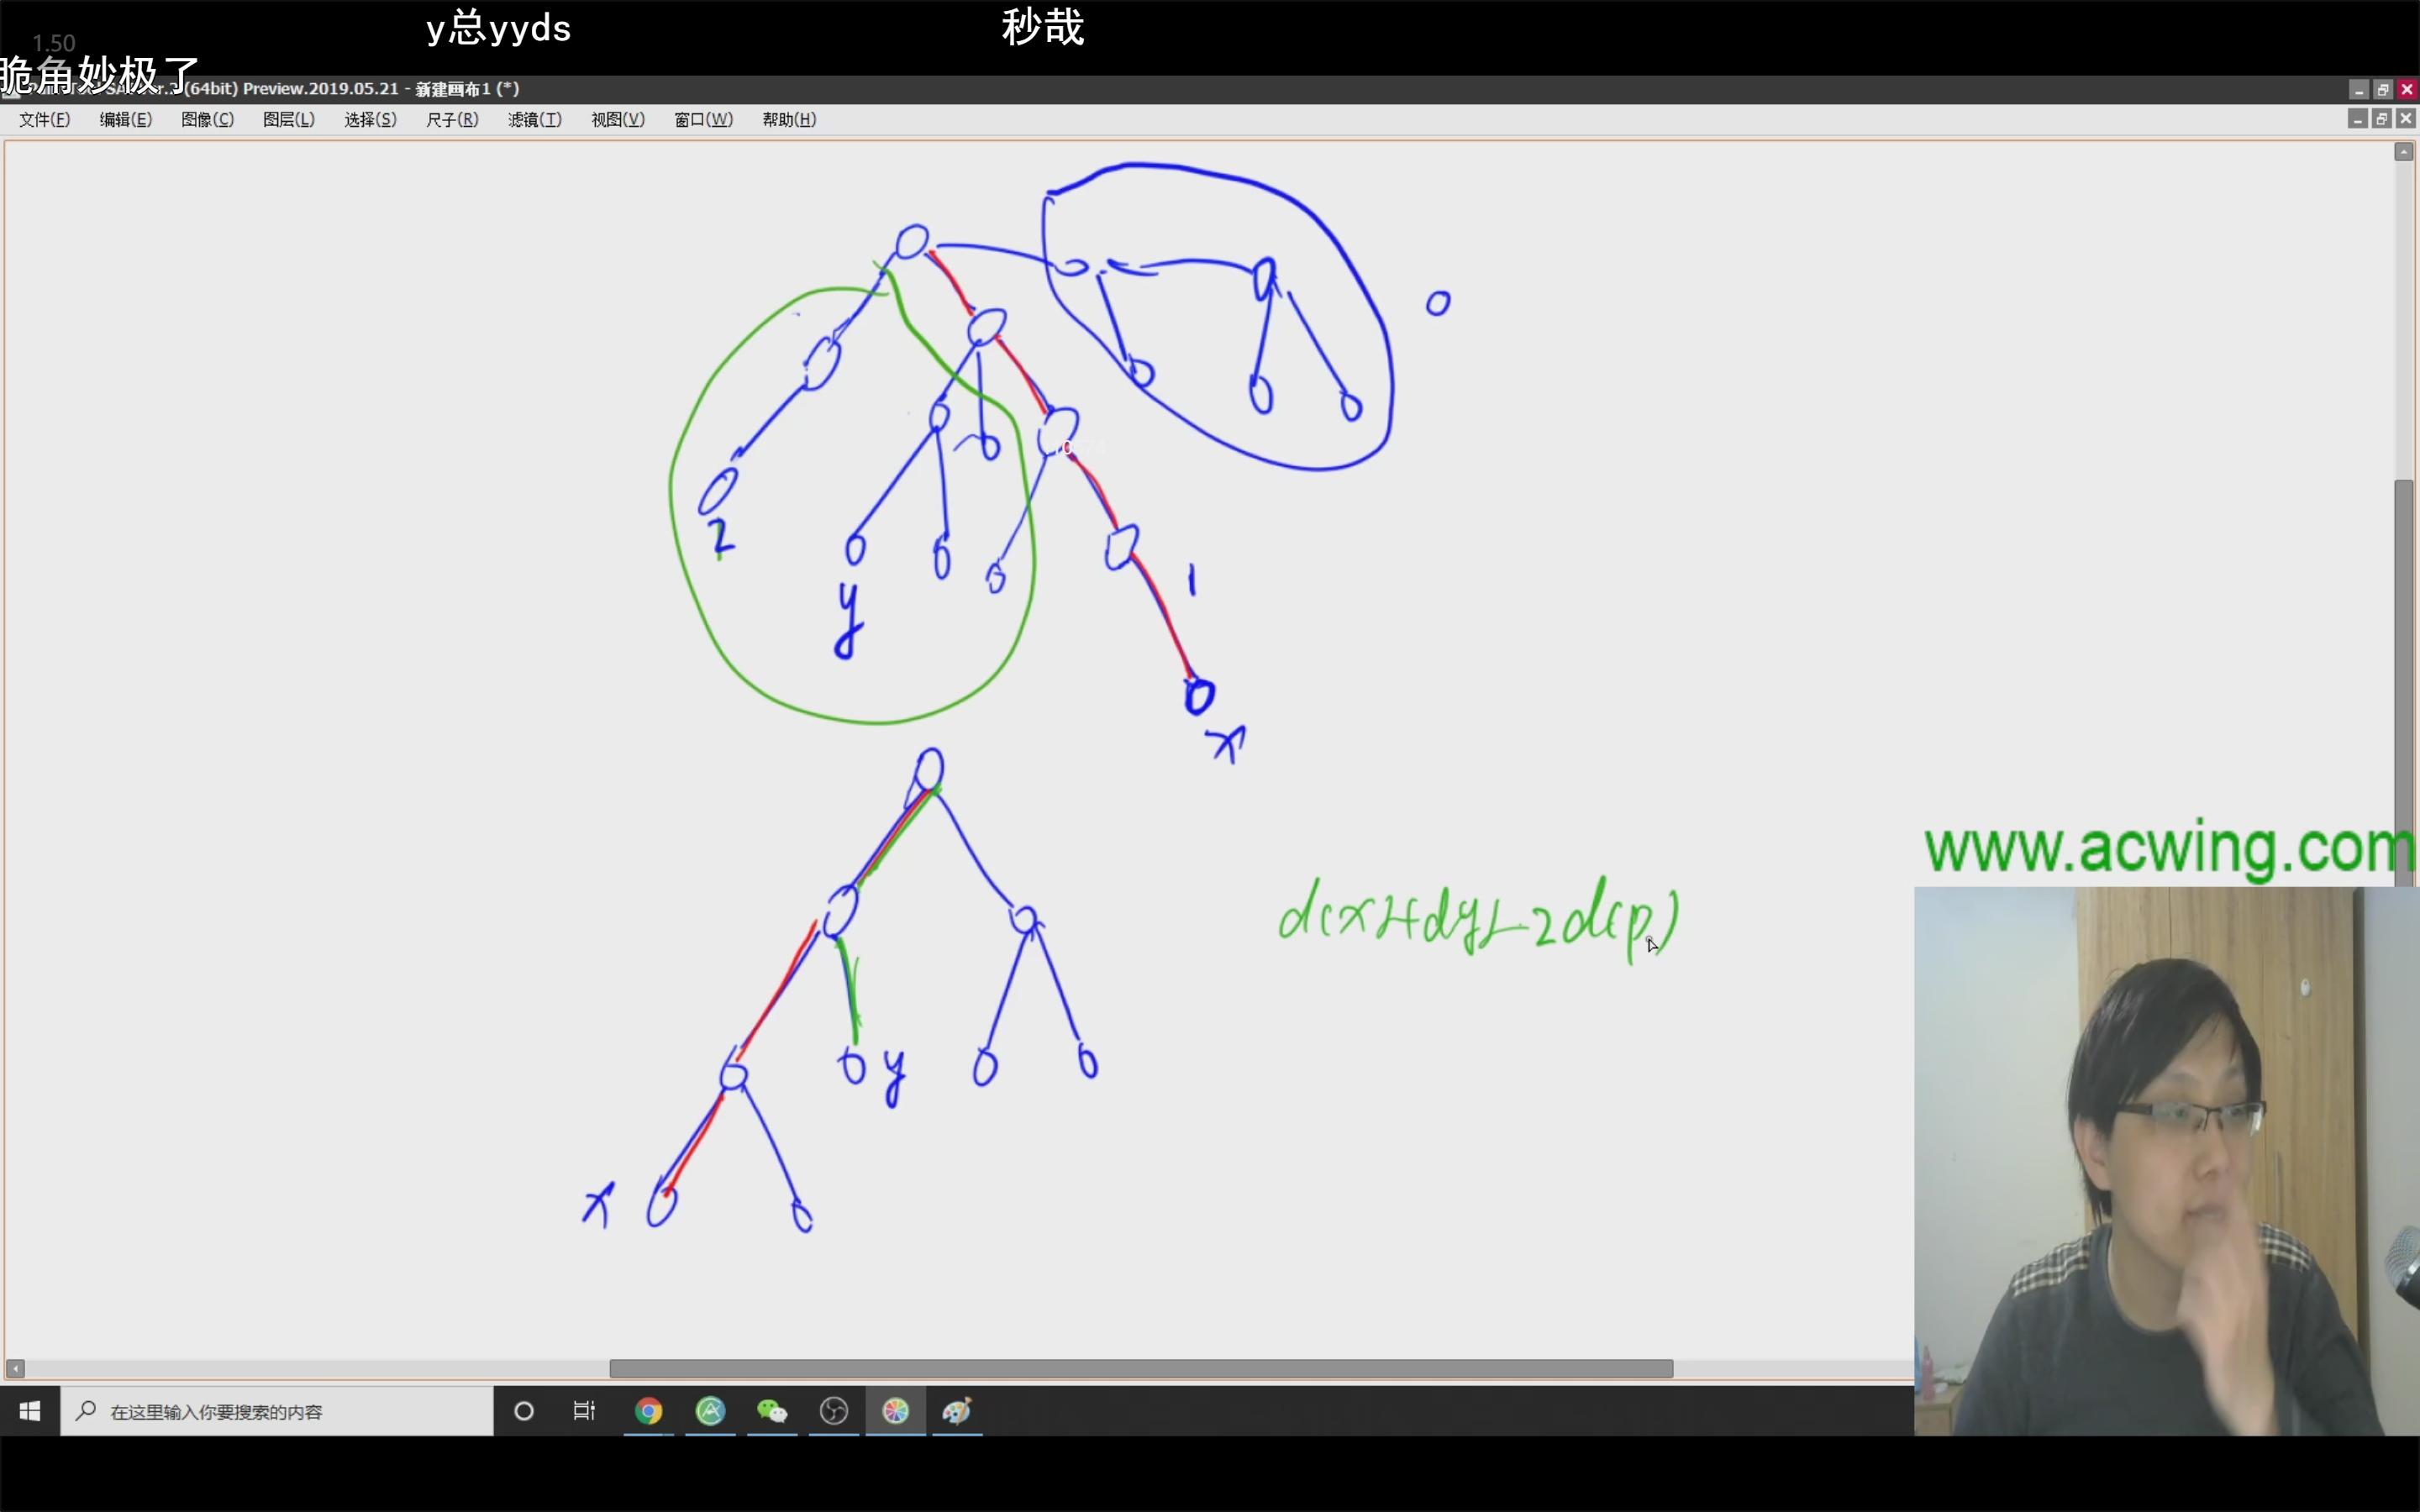 y总yyds
秒哉
1.50
脆角妙极了
(64bit) Preview.2019.05.21 - 新建画布1 (*)
文件(F) 编辑(E) 图像(C) 图层(L) 选择(S) 尺子(R) 滤镜(T) 视图(V) 窗口(W) 帮助(H)
2
y
1
x
www.acwing.com
d(x)+d(y)-2d(p)
y
x
在这里输入你要搜索的内容